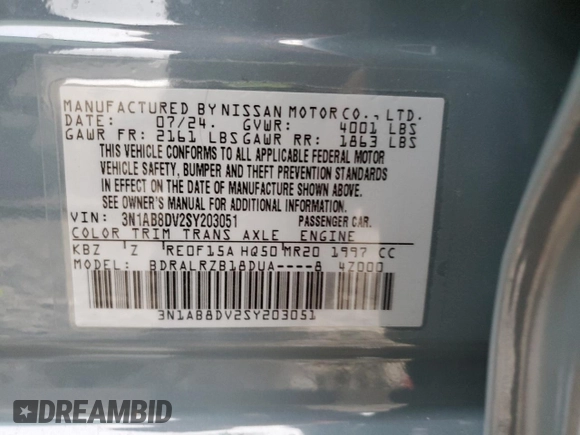 MANUFACTURED BY NISSAN MOTOR CO., LTD.
DATE: 07/24. GVWR: 4001 LBS
GAWR FR: 2161 LBS GAWR RR: 1863 LBS
THIS VEHICLE CONFORMS TO ALL APPLICABLE FEDERAL MOTOR
VEHICLE SAFETY, BUMPER AND THEFT PREVENTION STANDARDS
IN EFFECT ON THE DATE OF MANUFACTURE SHOWN ABOVE.
SEE OWNER'S MANUAL FOR ADDITIONAL INFORMATION.
VIN: 3N1AB8DV2SY203051 PASSENGER CAR.
COLOR TRIM TRANS AXLE ENGINE
KBZ Z RE0F15A HQ50 MR20 1997 CC
MODEL: BDRALRZB18DUA----8 4Z000
3N1AB8DV2SY203051
DREAMBID